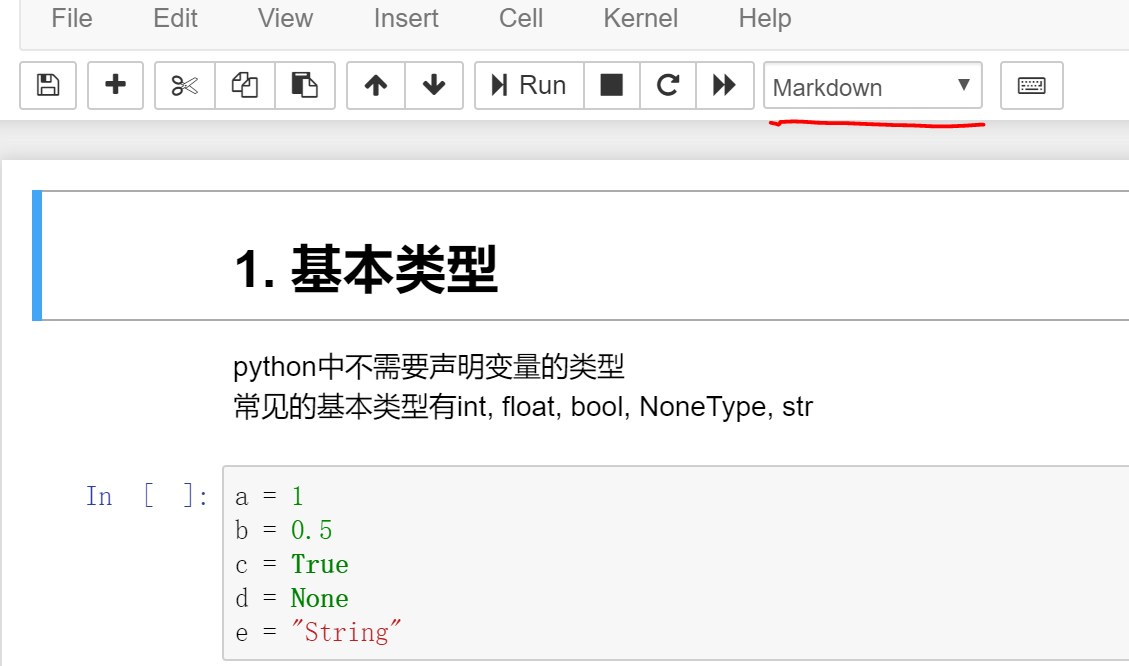 File Edit View Insert Cell Kernel Help
Run Markdown
1. 基本类型
python中不需要声明变量的类型
常见的基本类型有int, float, bool, NoneType, str
In [ ]: a = 1
b = 0.5
c = True
d = None
e = "String"